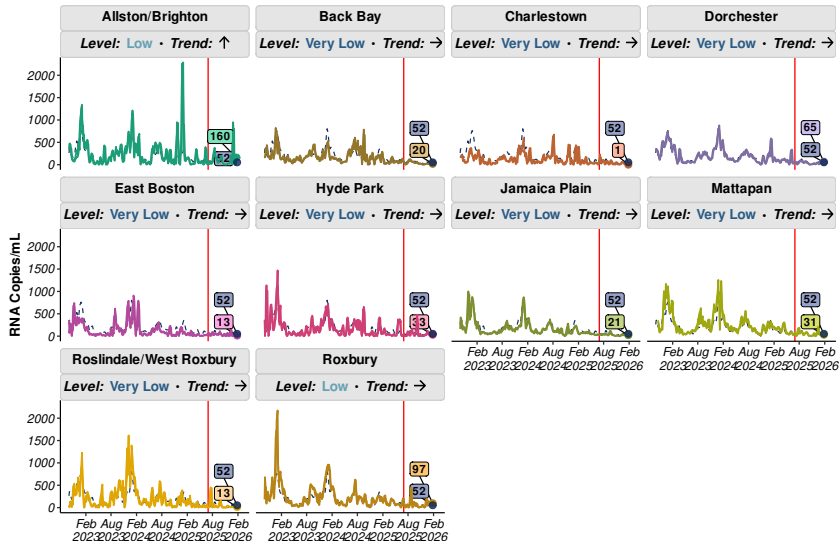 Allston/Brighton
Back Bay
Charlestown
Dorchester
Level: Low · Trend: ↑
Level: Very Low · Trend: →
Level: Very Low · Trend: →
Level: Very Low · Trend: →
2000
1500
1000
500
0
160
52
52
20
52
1
65
52
East Boston
Hyde Park
Jamaica Plain
Mattapan
Level: Very Low · Trend: →
Level: Very Low · Trend: →
Level: Very Low · Trend: →
Level: Very Low · Trend: →
RNA Copies/mL
2000
1500
1000
500
0
52
13
52
33
52
21
52
31
Feb 2023 Aug 2023 Feb 2024 Aug 2024 Feb 2025 Aug 2025 Feb 2026
Feb 2023 Aug 2023 Feb 2024 Aug 2024 Feb 2025 Aug 2025 Feb 2026
Roslindale/West Roxbury
Roxbury
Level: Very Low · Trend: →
Level: Low · Trend: →
2000
1500
1000
500
0
52
13
97
52
Feb 2023 Aug 2023 Feb 2024 Aug 2024 Feb 2025 Aug 2025 Feb 2026
Feb 2023 Aug 2023 Feb 2024 Aug 2024 Feb 2025 Aug 2025 Feb 2026